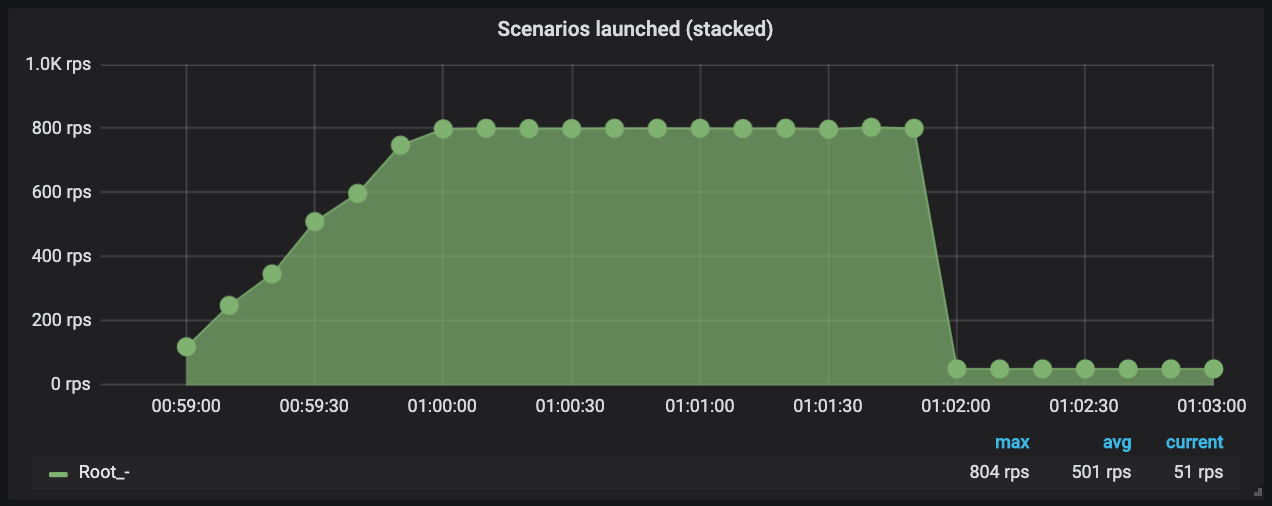 Scenarios launched (stacked)
1.0K rps
800 rps
600 rps
400 rps
200 rps
0 rps
00:59:00 00:59:30 01:00:00 01:00:30 01:01:00 01:01:30 01:02:00 01:02:30 01:03:00
max avg current
Root_- 804 rps 501 rps 51 rps